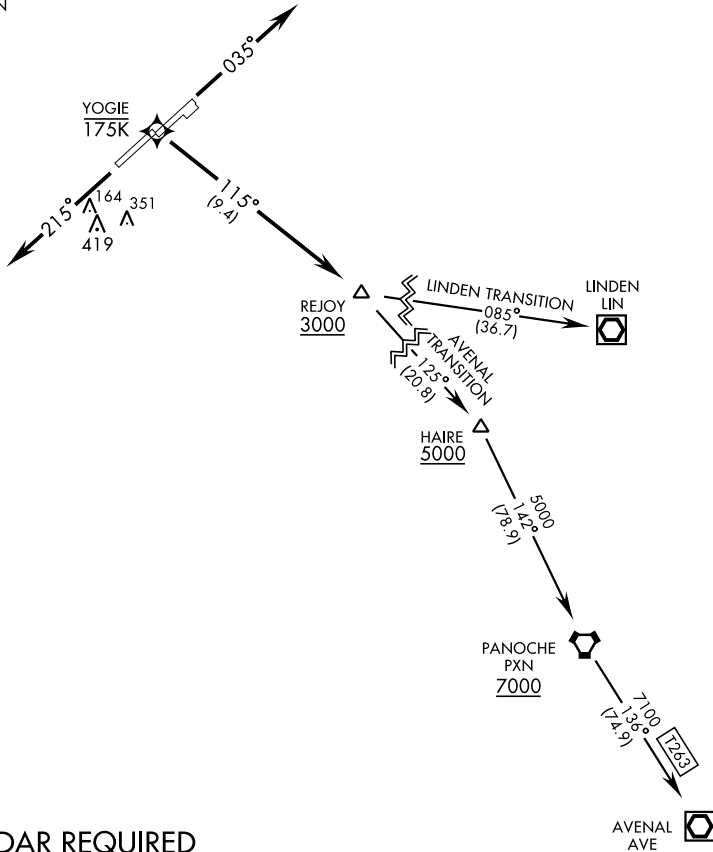 N
035°
YOGIE
175K
215°
164
351
419
115°
(9.4)
REJOY
3000
LINDEN TRANSITION
085°
(36.7)
LINDEN
LIN
AVENAL
TRANSITION
125°
(20.8)
HAIRE
5000
5000
142°
(78.9)
PANOCHE
PXN
7000
7100
136°
(74.9)
T263
AVENAL
AVE
DAR REQUIRED